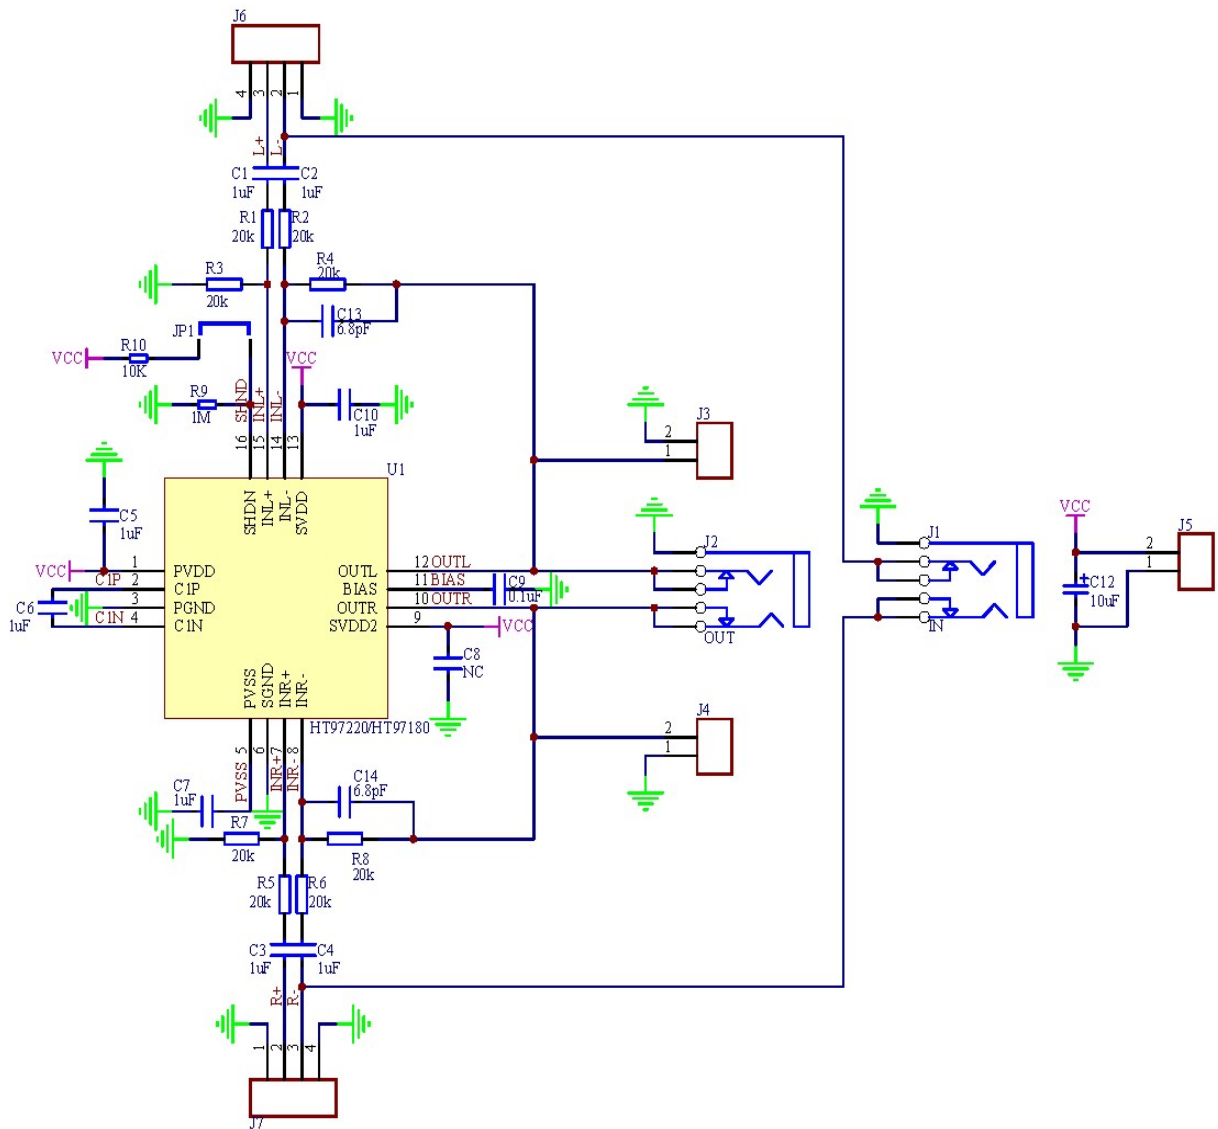 J6
4 3 2 1
L+ L-
C1 C2
1uF 1uF
R1 R2
20k 20k
R3 R4
20k 20k
JP1 C13
6.8pF
R10
VCC 10K VCC
R9 SHND INL+ INL- C10
1M 1uF
J3
2
1
16 15 14 13
U1
SHDN INL+ INL- SVDD
C5
1uF
VCC 1 PVDD OUTL 12 OUTL
C1P 2 C1P BIAS 11 BIAS C9
0.1uF
C6 3 PGND OUTR 10 OUTR
1uF C1N 4 C1N SVDD2 9 VCC
J2
OUT
J1
IN
VCC
J5
2
1
C12
+
10uF
C8
NC
PVSS SGND INR+ INR-
HT97220/HT97180
J4
2
1
PVSS 5 6 INR+ 7 INR- 8
C7 C14
1uF 6.8pF
R7
20k R8
20k
R5 R6
20k 20k
C3 C4
1uF 1uF
R+ R-
1 2 3 4
J7